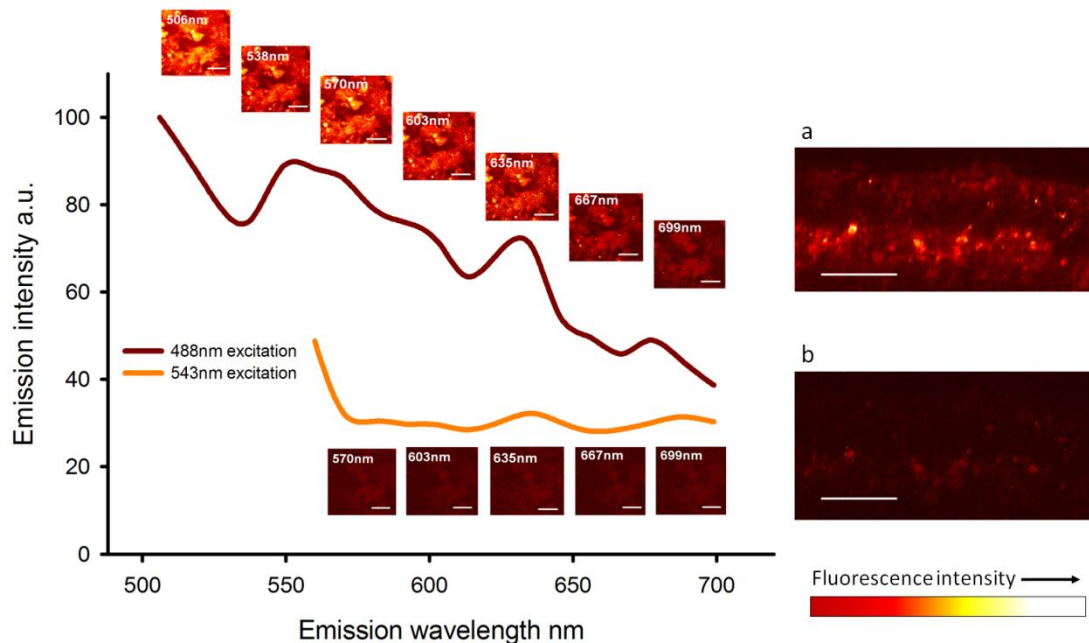 506nm
538nm
570nm
603nm
635nm
667nm
699nm
100
80
60
40
20
0
Emission intensity a.u.
488nm excitation
543nm excitation
570nm
603nm
635nm
667nm
699nm
500
550
600
650
700
Emission wavelength nm
a
b
Fluorescence intensity